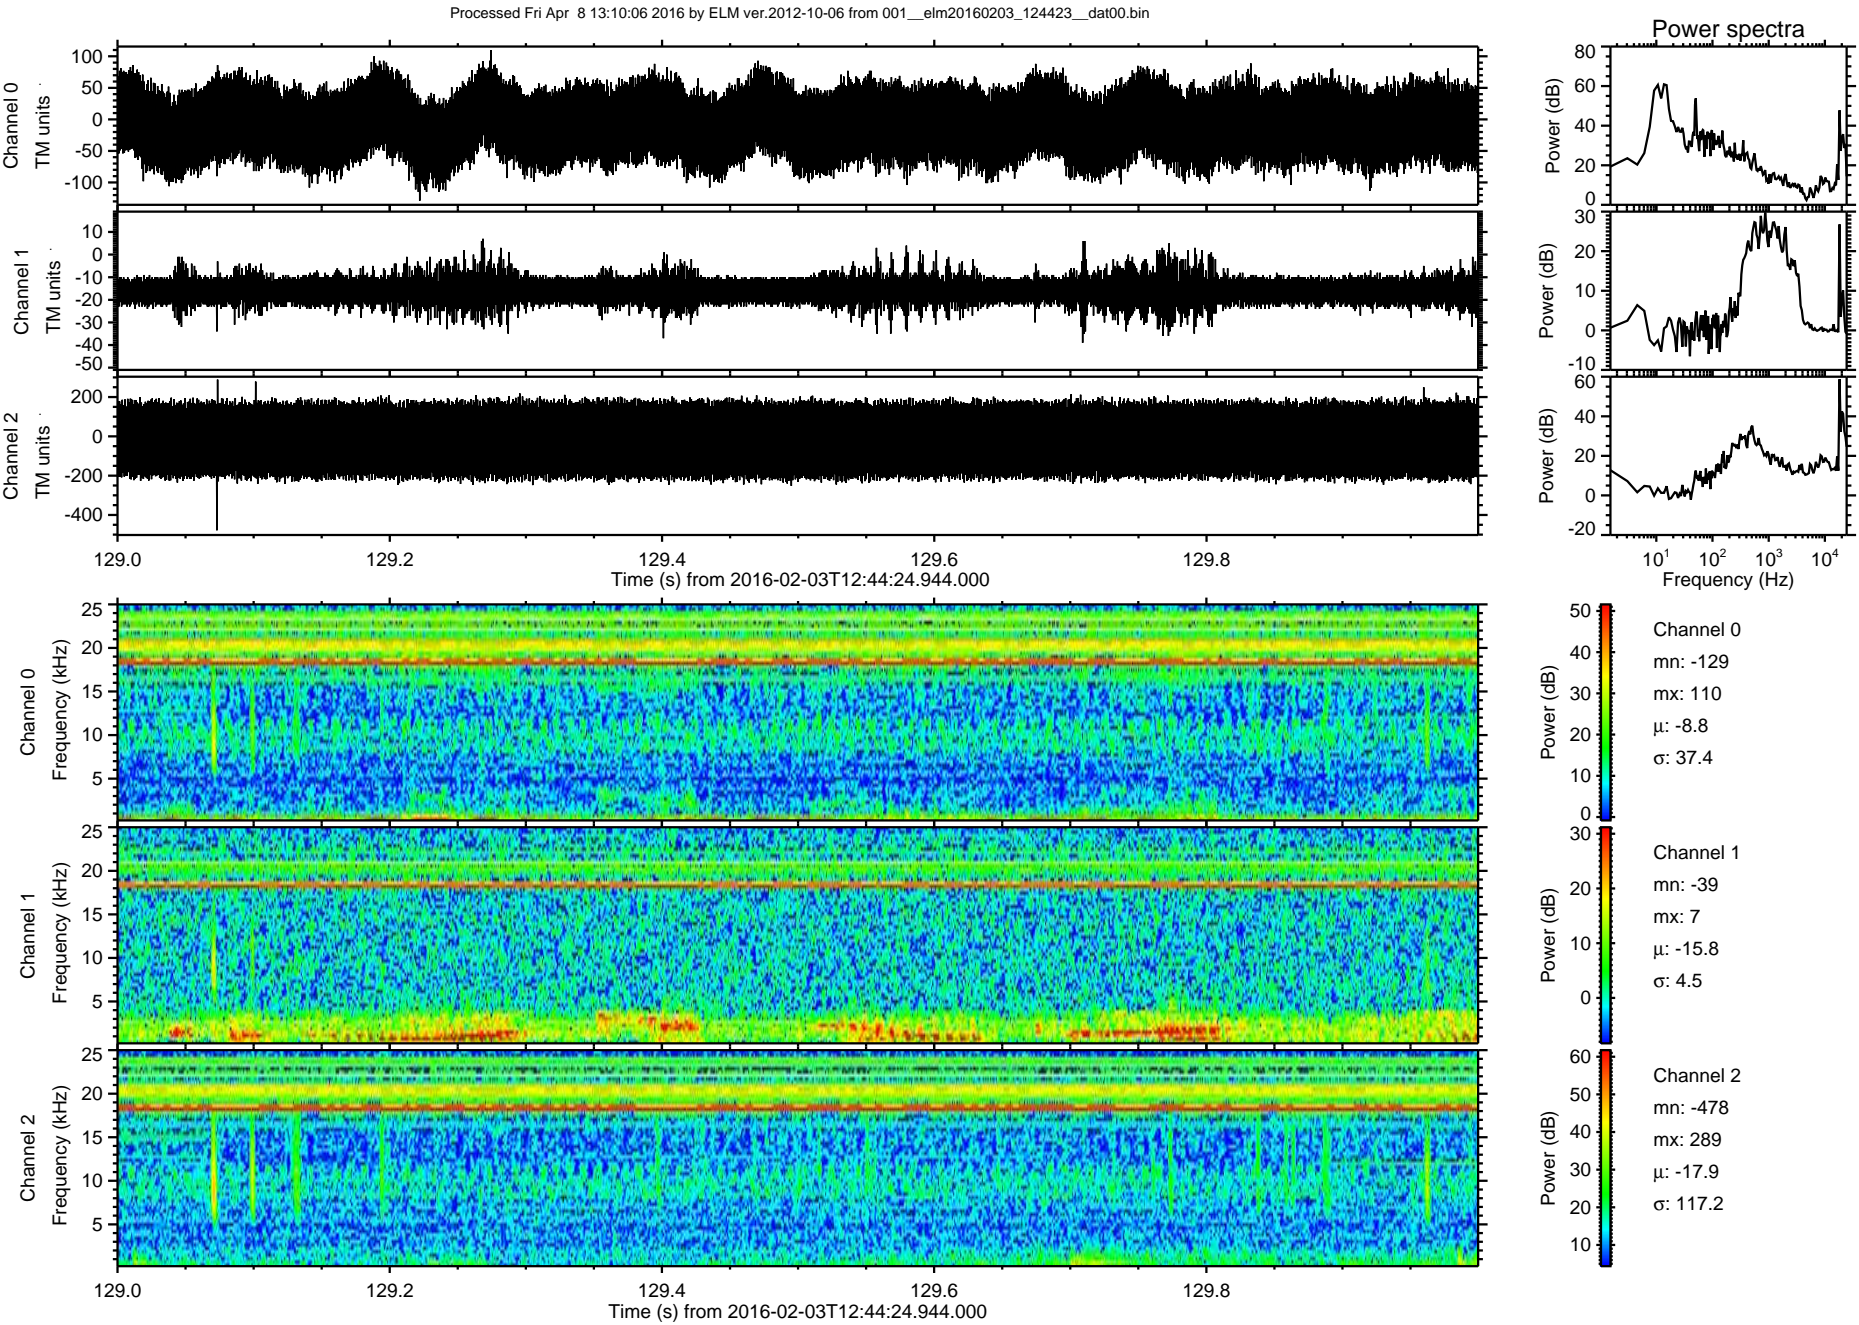 Processed Fri Apr  8 13:10:06 2016 by ELM ver.2012-10-06 from 001__elm20160203_124423__dat00.bin
Power spectra
Channel 0
TM units
100
50
0
-50
-100
Power (dB)
80
60
40
20
0
Channel 1
TM units
10
0
-10
-20
-30
-40
-50
Power (dB)
30
20
10
0
-10
Channel 2
TM units
200
0
-200
-400
Power (dB)
60
40
20
0
-20
129.0
129.2
129.4
129.6
129.8
Time (s) from 2016-02-03T12:44:24.944.000
10^1
10^2
10^3
10^4
Frequency (Hz)
Channel 0
Frequency (kHz)
25
20
15
10
5
Power (dB)
50
40
30
20
10
0
Channel 0
mn: -129
mx: 110
μ: -8.8
σ: 37.4
Channel 1
Frequency (kHz)
25
20
15
10
5
Power (dB)
30
20
10
0
Channel 1
mn: -39
mx: 7
μ: -15.8
σ: 4.5
Channel 2
Frequency (kHz)
25
20
15
10
5
Power (dB)
60
50
40
30
20
10
Channel 2
mn: -478
mx: 289
μ: -17.9
σ: 117.2
129.0
129.2
129.4
129.6
129.8
Time (s) from 2016-02-03T12:44:24.944.000